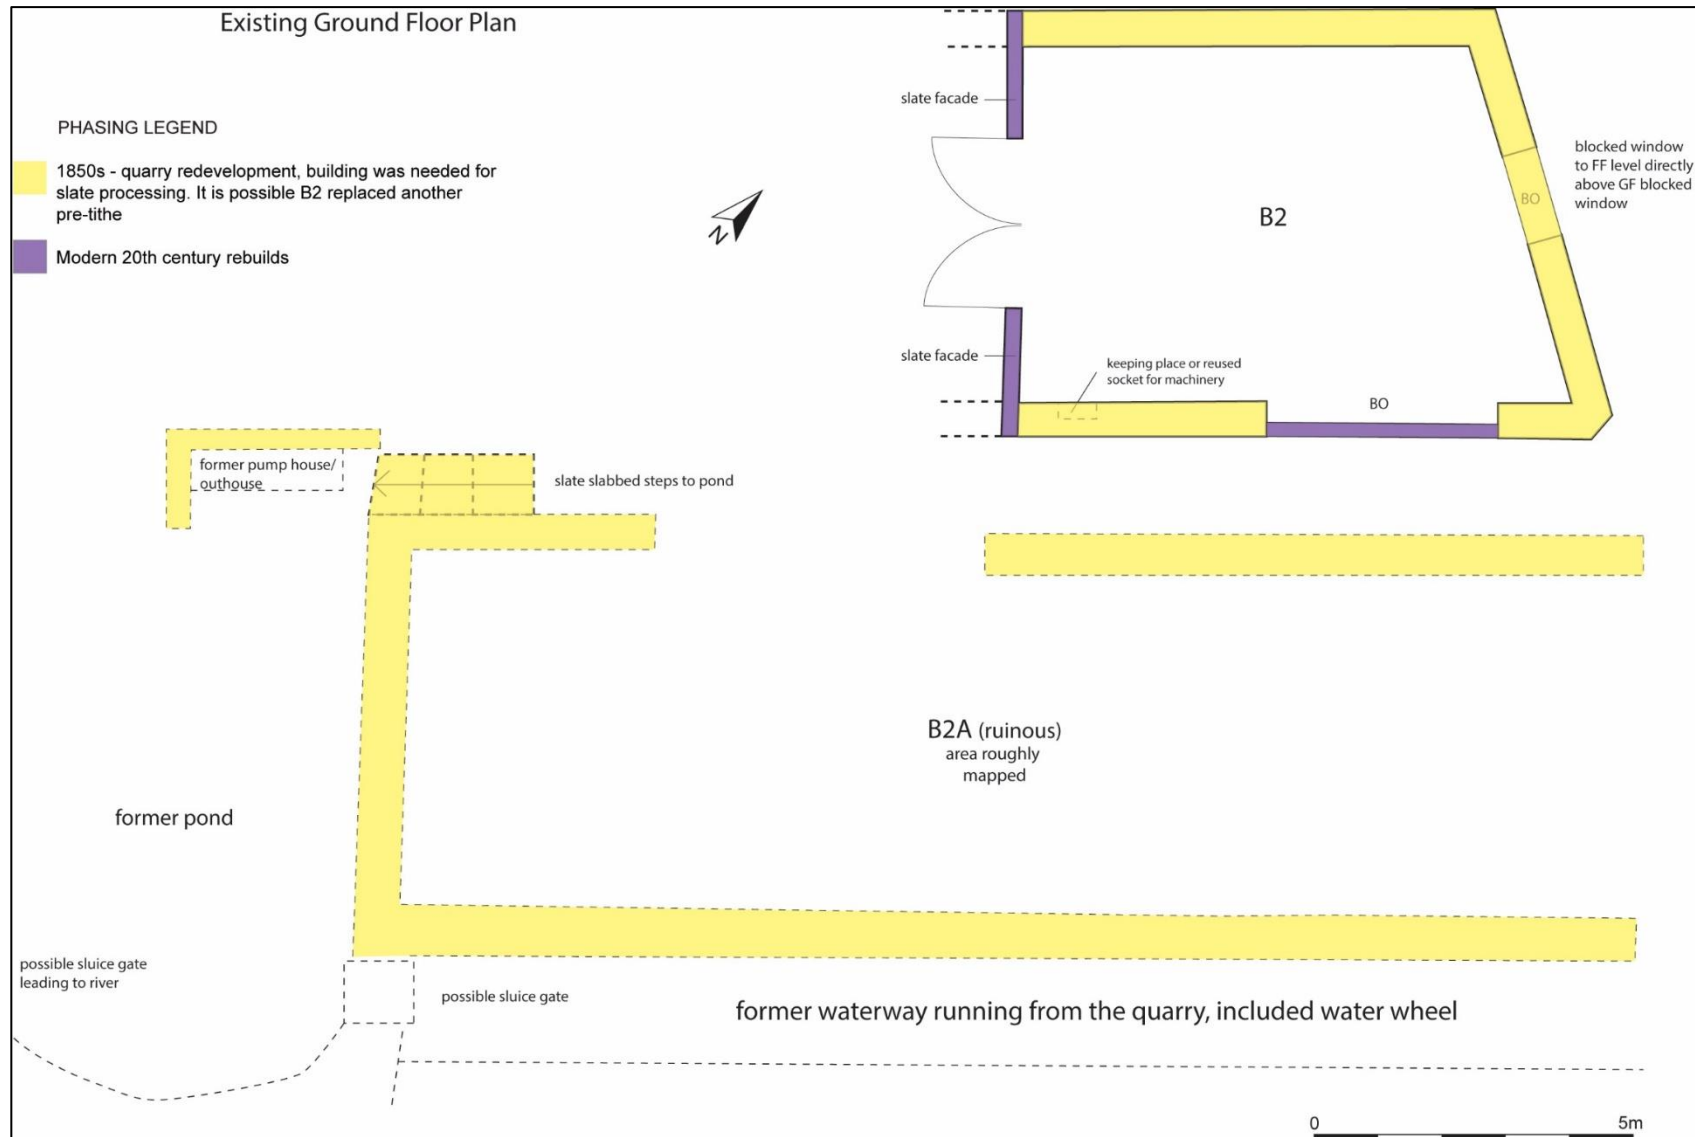 Existing Ground Floor Plan
PHASING LEGEND
1850s - quarry redevelopment, building was needed for
slate processing. It is possible B2 replaced another
pre-tithe
Modern 20th century rebuilds
N
slate facade
B2
BO
blocked window
to FF level directly
above GF blocked
window
slate facade
keeping place or reused
socket for machinery
BO
former pump house/
outhouse
slate slabbed steps to pond
B2A (ruinous)
area roughly
mapped
former pond
possible sluice gate
leading to river
possible sluice gate
former waterway running from the quarry, included water wheel
0
5m